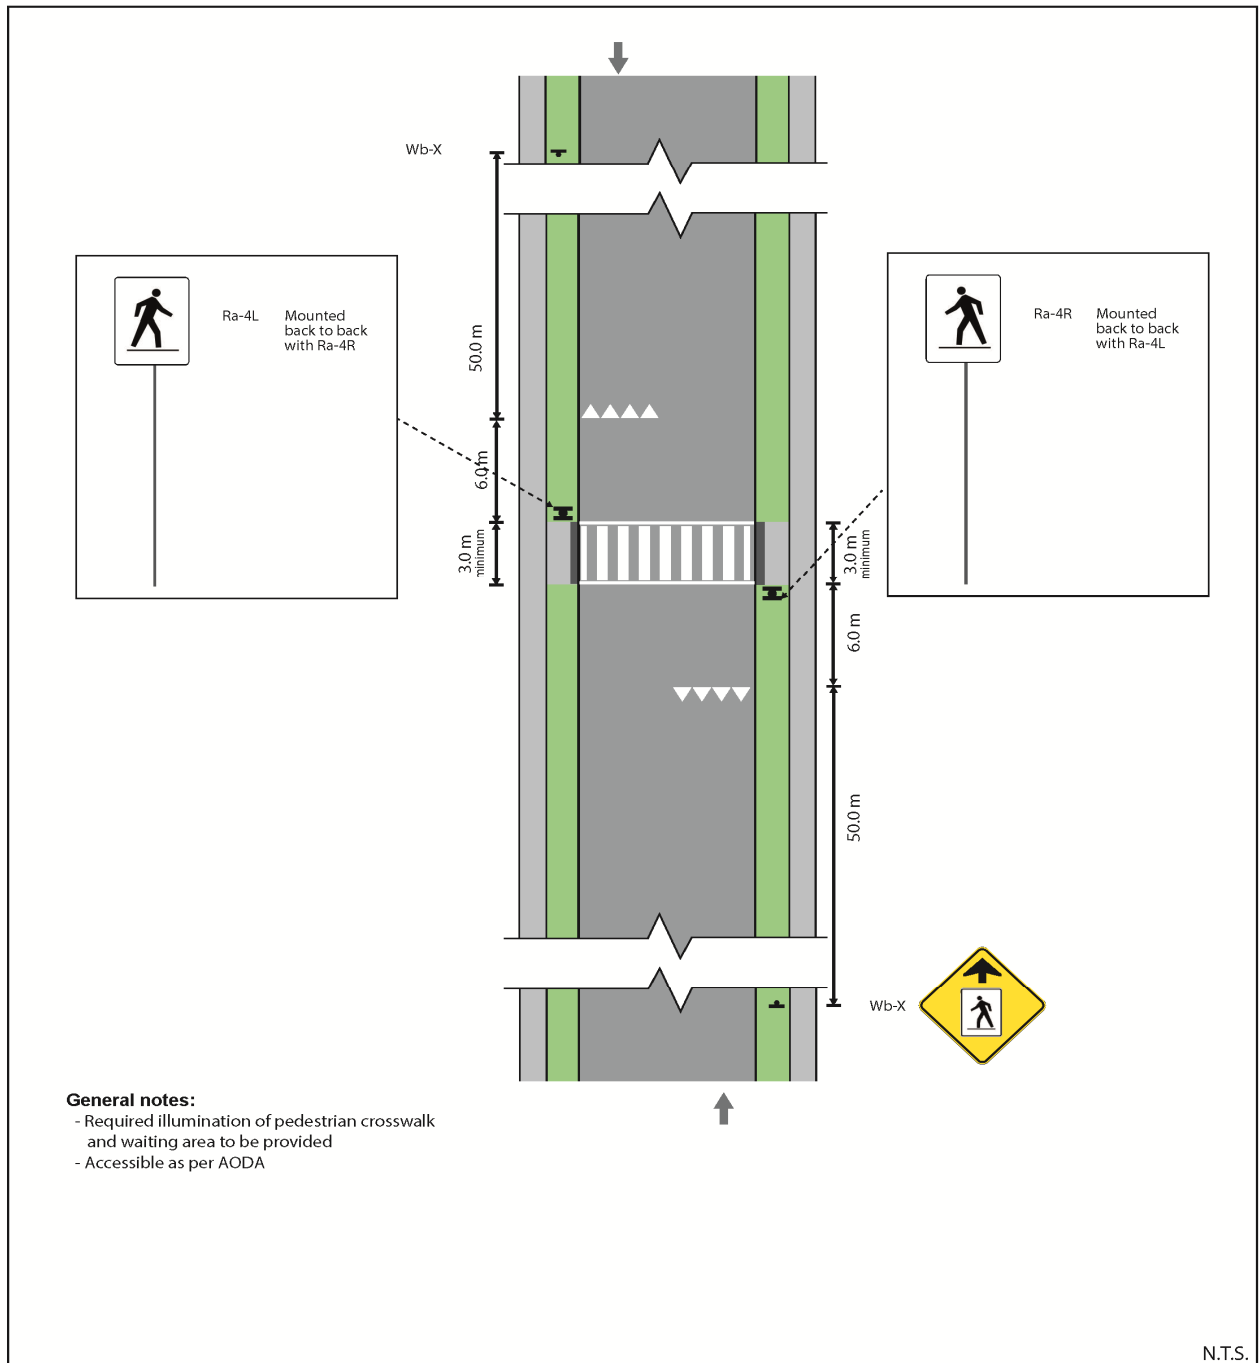 Wb-X
50.0 m
6.0 m
3.0 m
minimum
Ra-4L Mounted
back to back
with Ra-4R
Ra-4R Mounted
back to back
with Ra-4L
3.0 m
minimum
6.0 m
50.0 m
Wb-X
General notes:
- Required illumination of pedestrian crosswalk
and waiting area to be provided
- Accessible as per AODA
N.T.S.